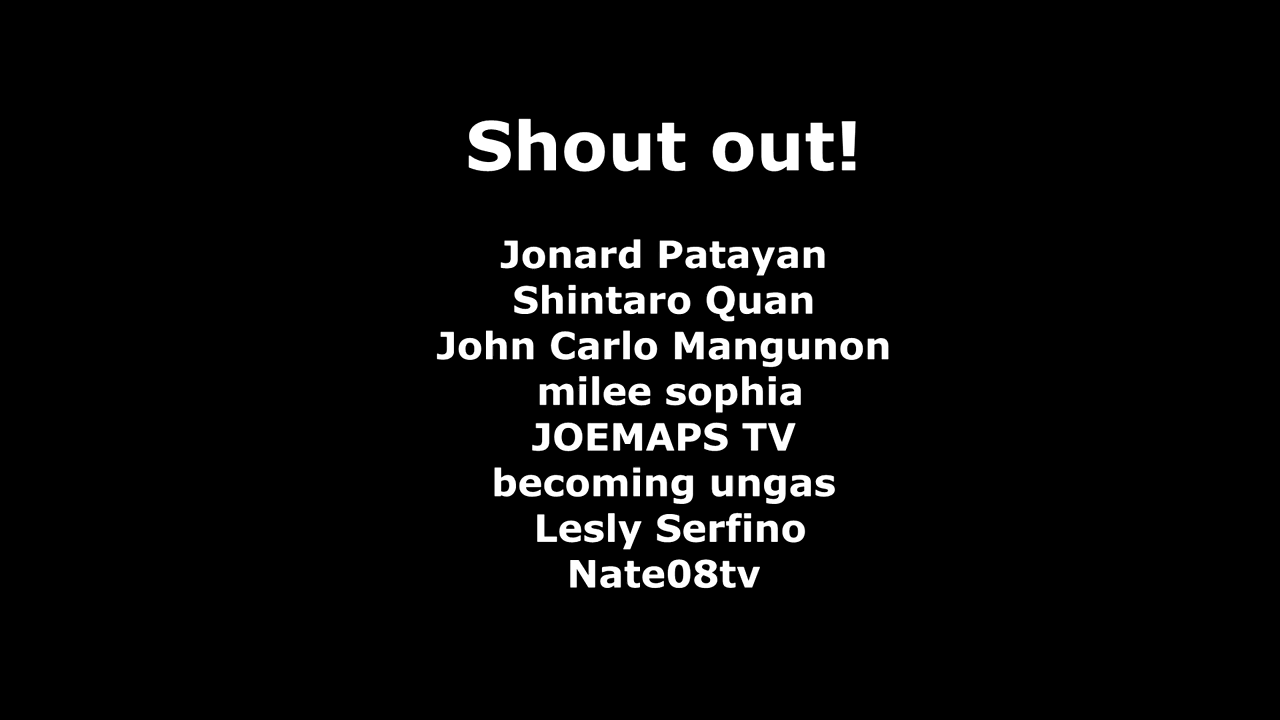 Shout out!
Jonard Patayan
Shintaro Quan
John Carlo Mangunon
milee sophia
JOEMAPS TV
becoming ungas
Lesly Serfino
Nate08tv